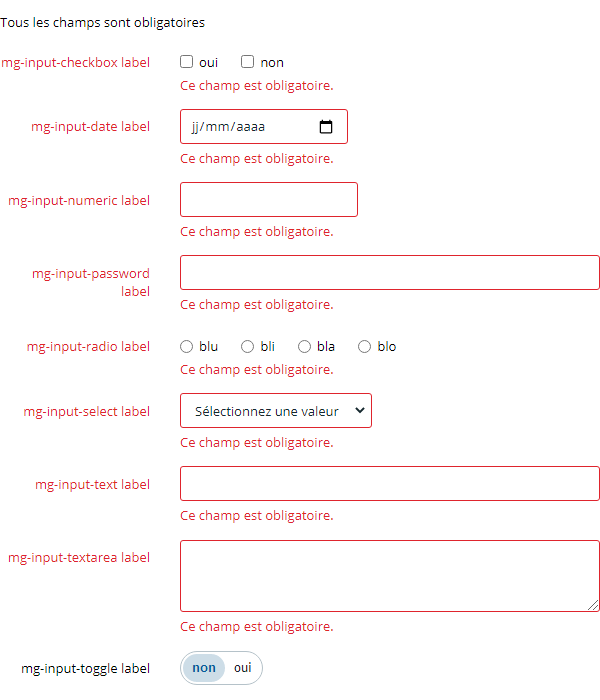 Tous les champs sont obligatoires
mg-input-checkbox label
oui non
Ce champ est obligatoire.
mg-input-date label
jj/mm/aaaa
Ce champ est obligatoire.
mg-input-numeric label
Ce champ est obligatoire.
mg-input-password
label
Ce champ est obligatoire.
mg-input-radio label
blu bli bla blo
Ce champ est obligatoire.
mg-input-select label
Sélectionnez une valeur
Ce champ est obligatoire.
mg-input-text label
Ce champ est obligatoire.
mg-input-textarea label
Ce champ est obligatoire.
mg-input-toggle label
non oui